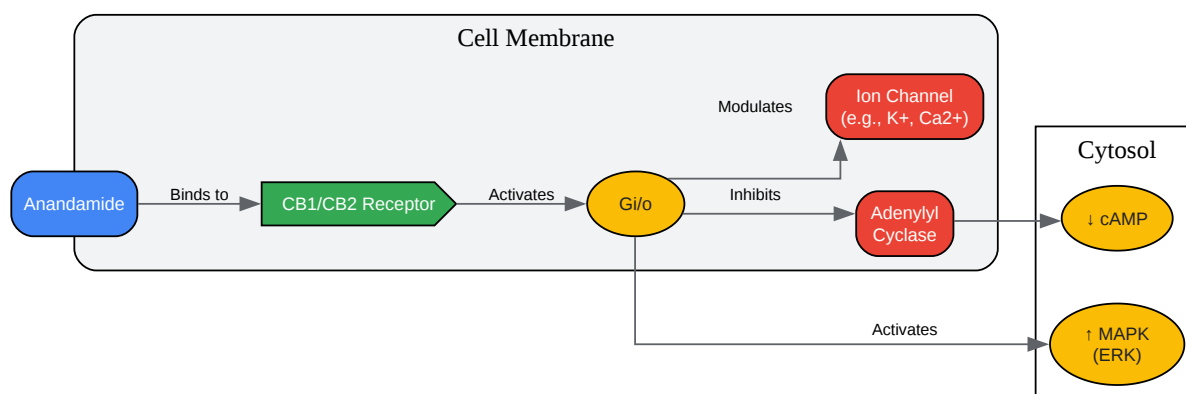 Cell Membrane
Ion Channel
(e.g., K+, Ca2+)
Modulates
Cytosol
Anandamide
Binds to
CB1/CB2 Receptor
Activates
Gi/o
Inhibits
Adenylyl
Cyclase
↓ cAMP
Activates
↑ MAPK
(ERK)